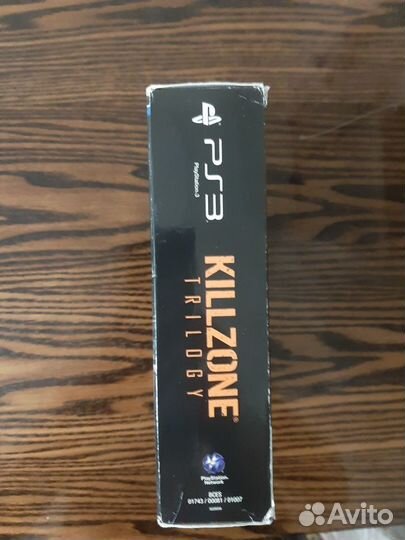 PS3
PlayStation®3
KILLZONE®
TRILOGY
PlayStation
Network
BCES
01743 / 00081 / 01007
Avito